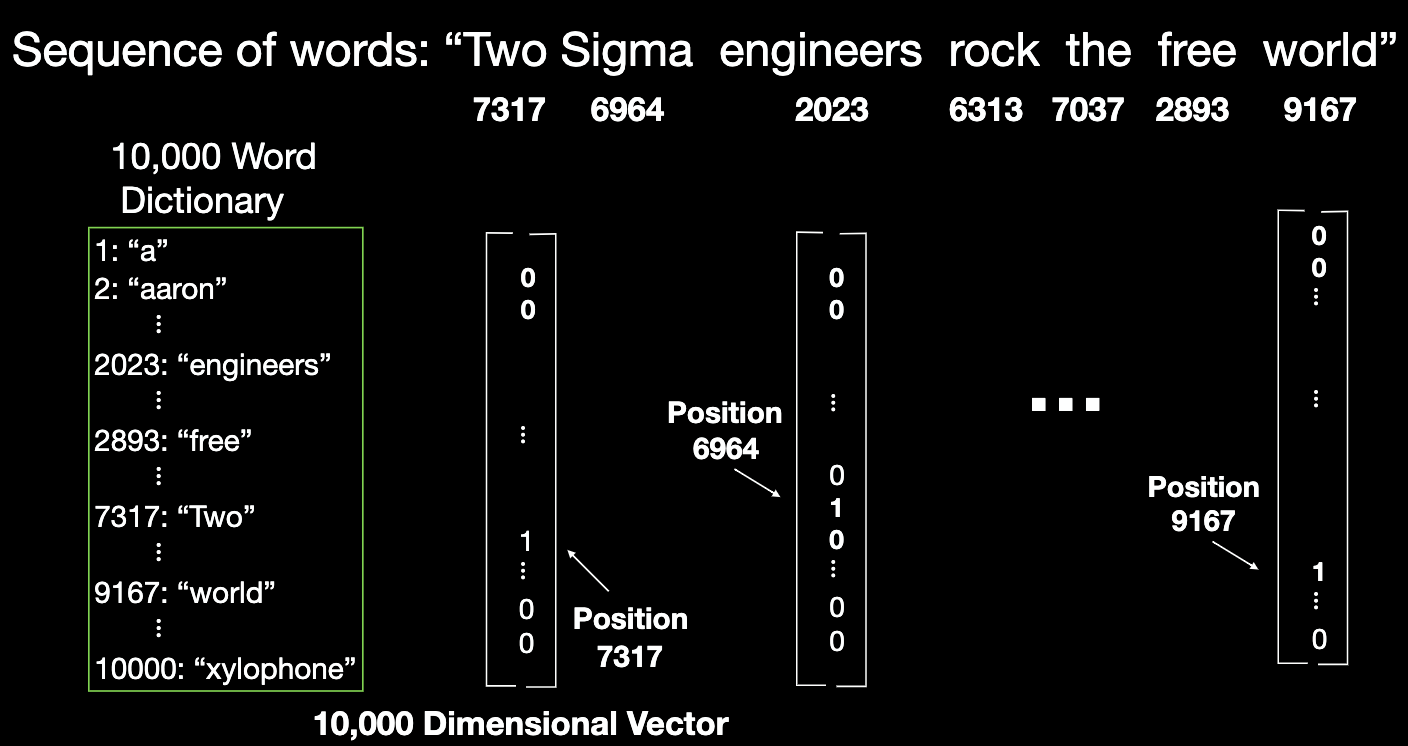 Sequence of words: “Two Sigma engineers rock the free world”
7317 6964 2023 6313 7037 2893 9167
10,000 Word
Dictionary
1: “a”
2: “aaron”
⋮
2023: “engineers”
⋮
2893: “free”
⋮
7317: “Two”
⋮
9167: “world”
⋮
10000: “xylophone”
0
0
⋮
1
⋮
0
0
Position
7317
Position
6964
0
0
⋮
0
1
0
⋮
0
0
...
Position
9167
0
0
⋮
⋮
1
⋮
0
10,000 Dimensional Vector